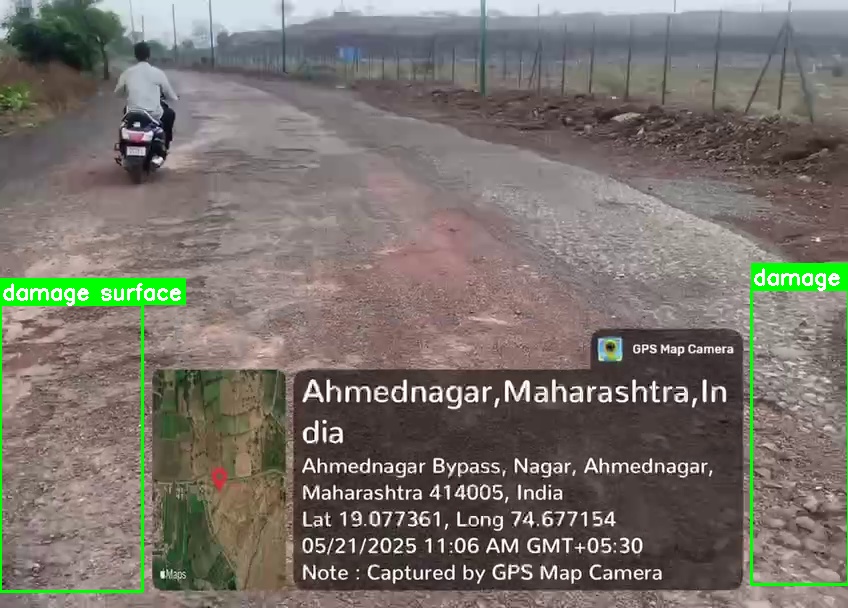 damage surface
damage
GPS Map Camera
Ahmednagar,Maharashtra,In
dia
Ahmednagar Bypass, Nagar, Ahmednagar,
Maharashtra 414005, India
Lat 19.077361, Long 74.677154
05/21/2025 11:06 AM GMT+05:30
Note : Captured by GPS Map Camera
Maps